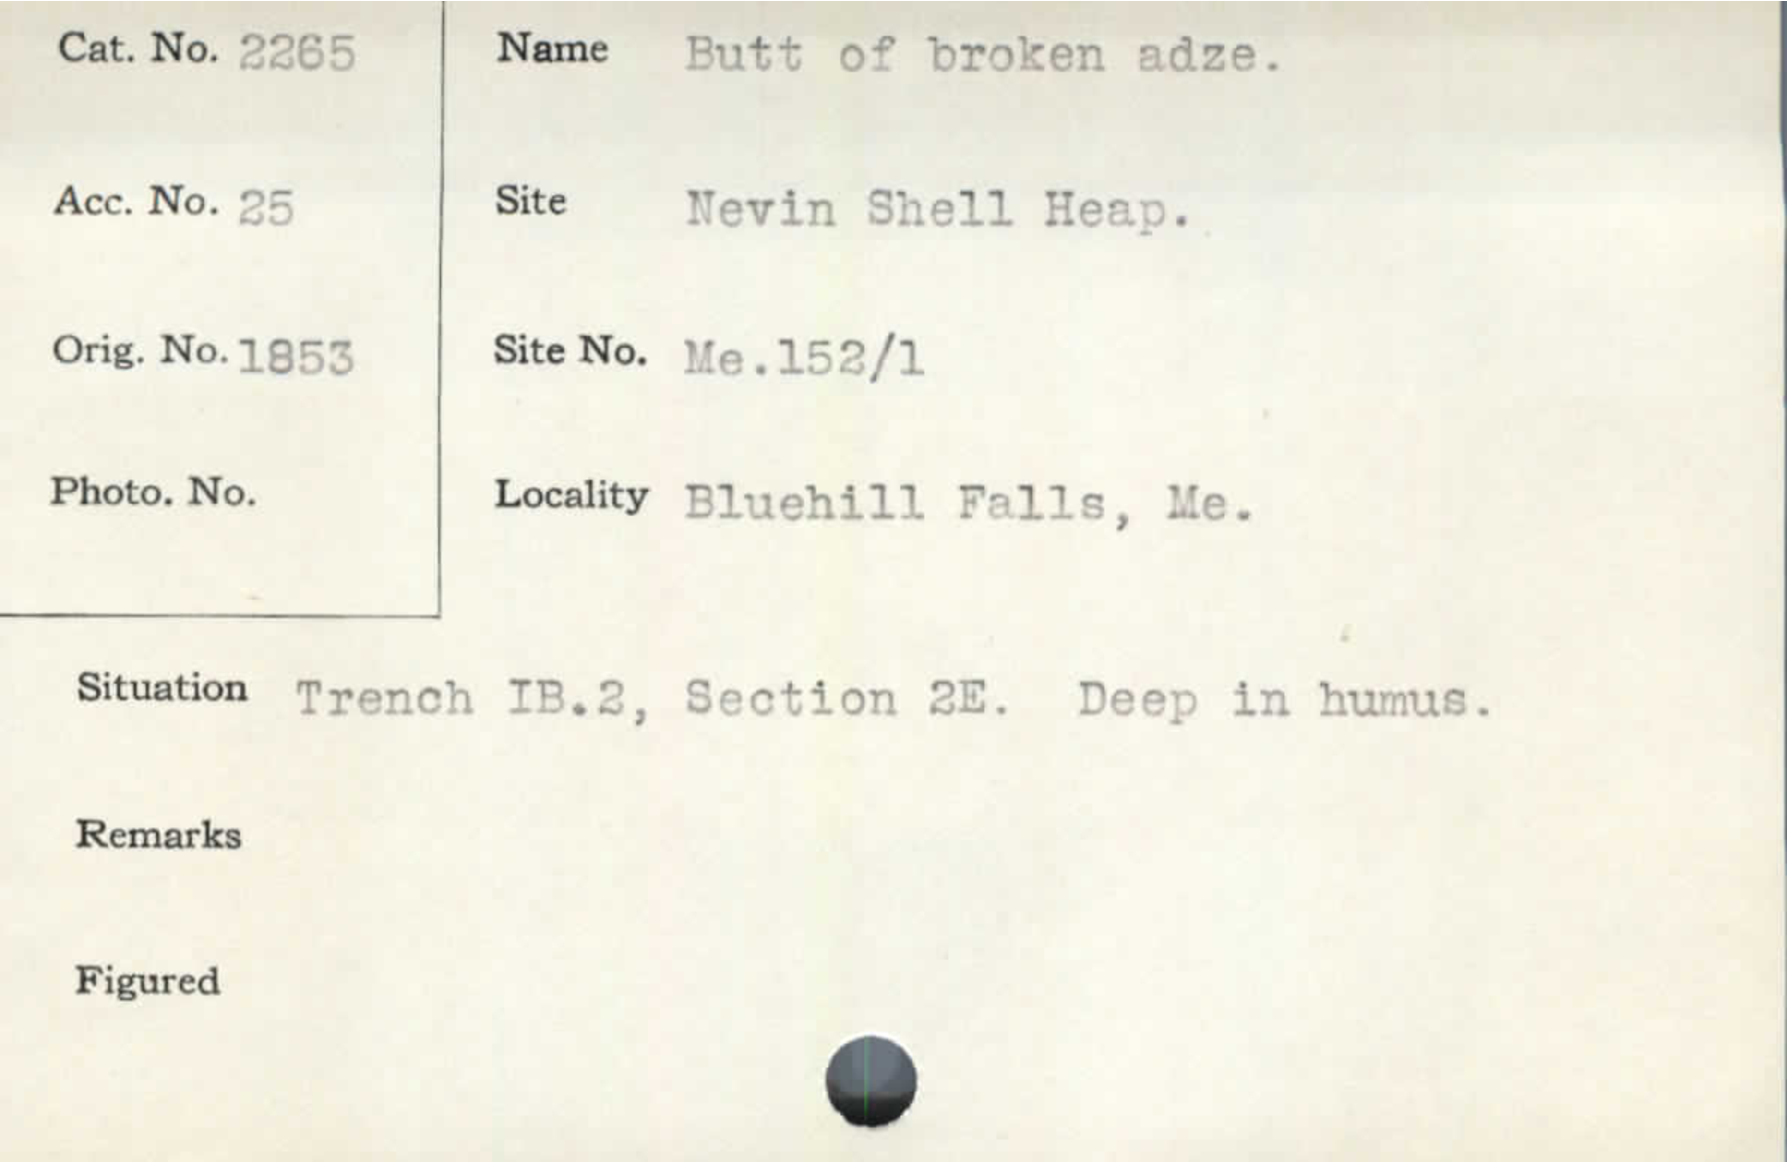 Cat. No. 2265
Name Butt of broken adze.
Acc. No. 25
Site Nevin Shell Heap.
Orig. No. 1853
Site No. Me.152/1
Photo. No.
Locality Bluehill Falls, Me.
Situation Trench IB.2, Section 2E. Deep in humus.
Remarks
Figured